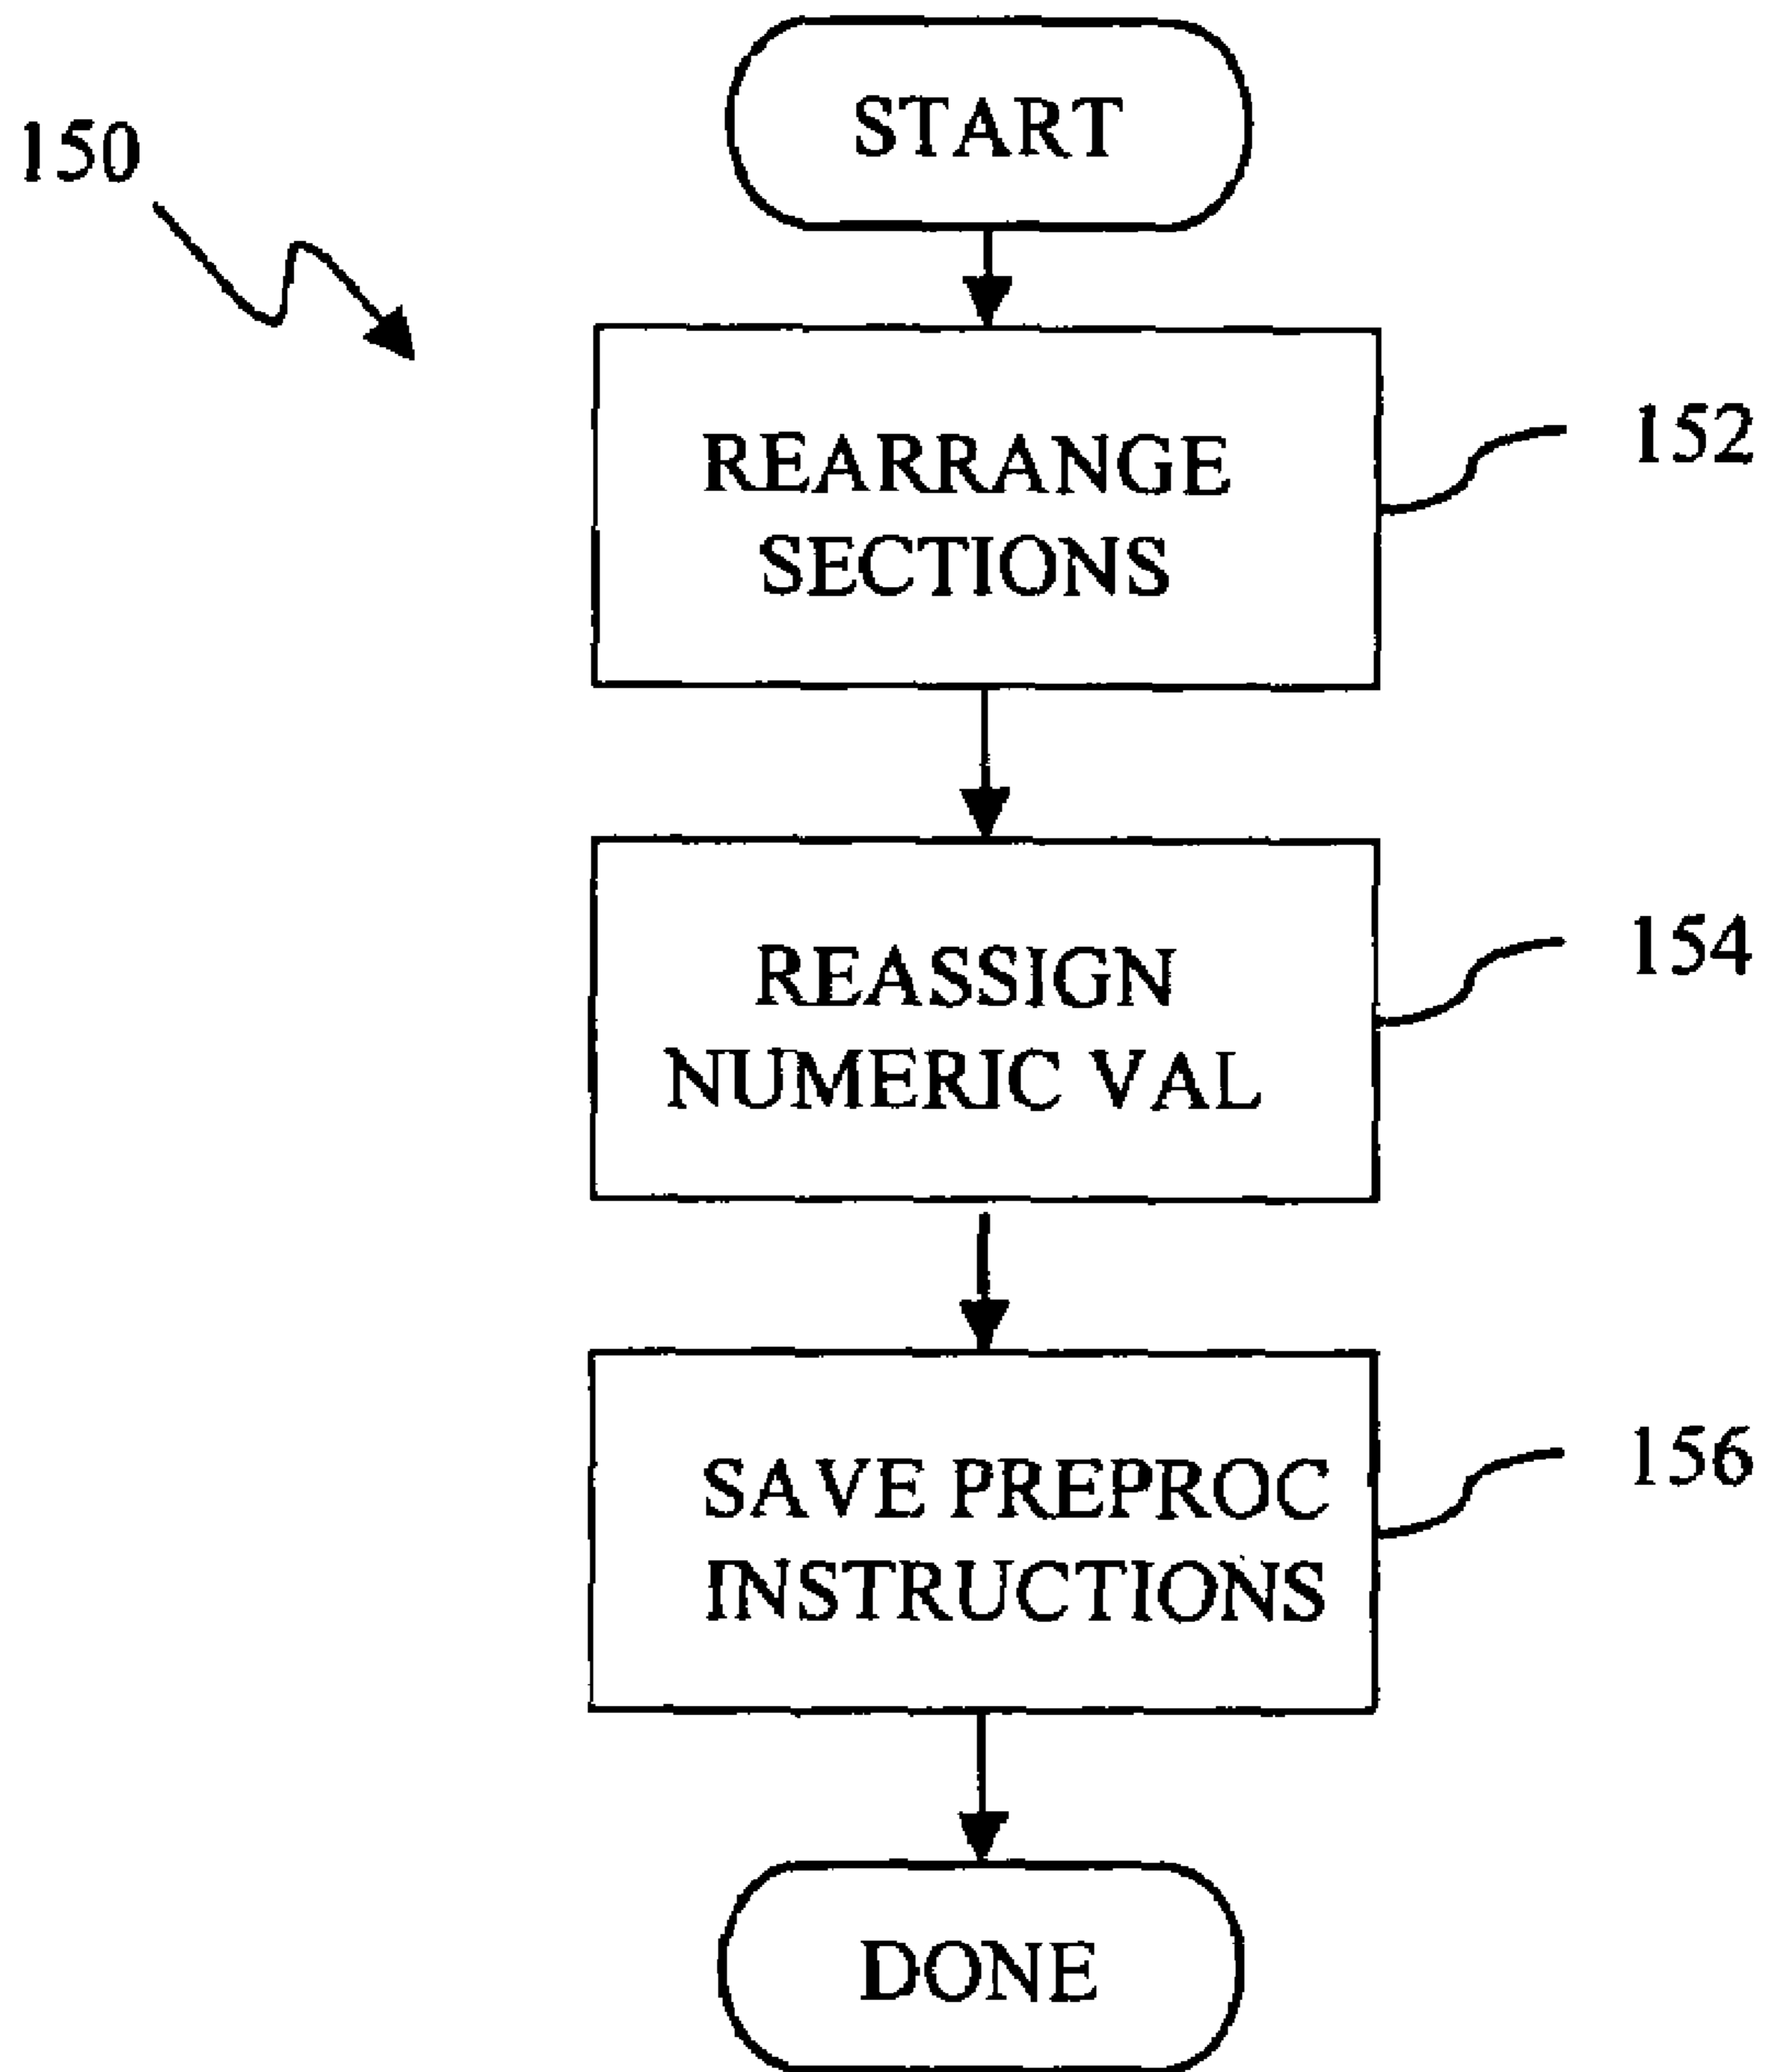 START
150
REARRANGE
SECTIONS
152
REASSIGN
NUMERIC VAL
154
SAVE PREPROC
INSTRUCTIONS
156
DONE